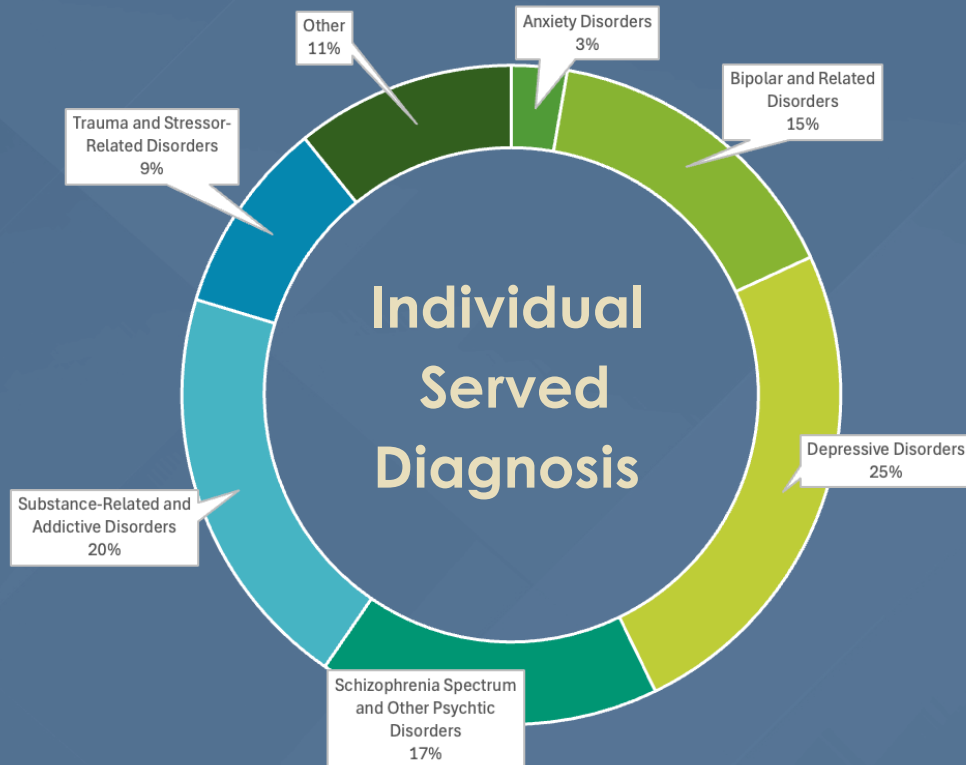 Other
11%
Anxiety Disorders
3%
Bipolar and Related
Disorders
15%
Trauma and Stressor-
Related Disorders
9%
Individual
Served
Diagnosis
Depressive Disorders
25%
Substance-Related and
Addictive Disorders
20%
Schizophrenia Spectrum
and Other Psychtic
Disorders
17%